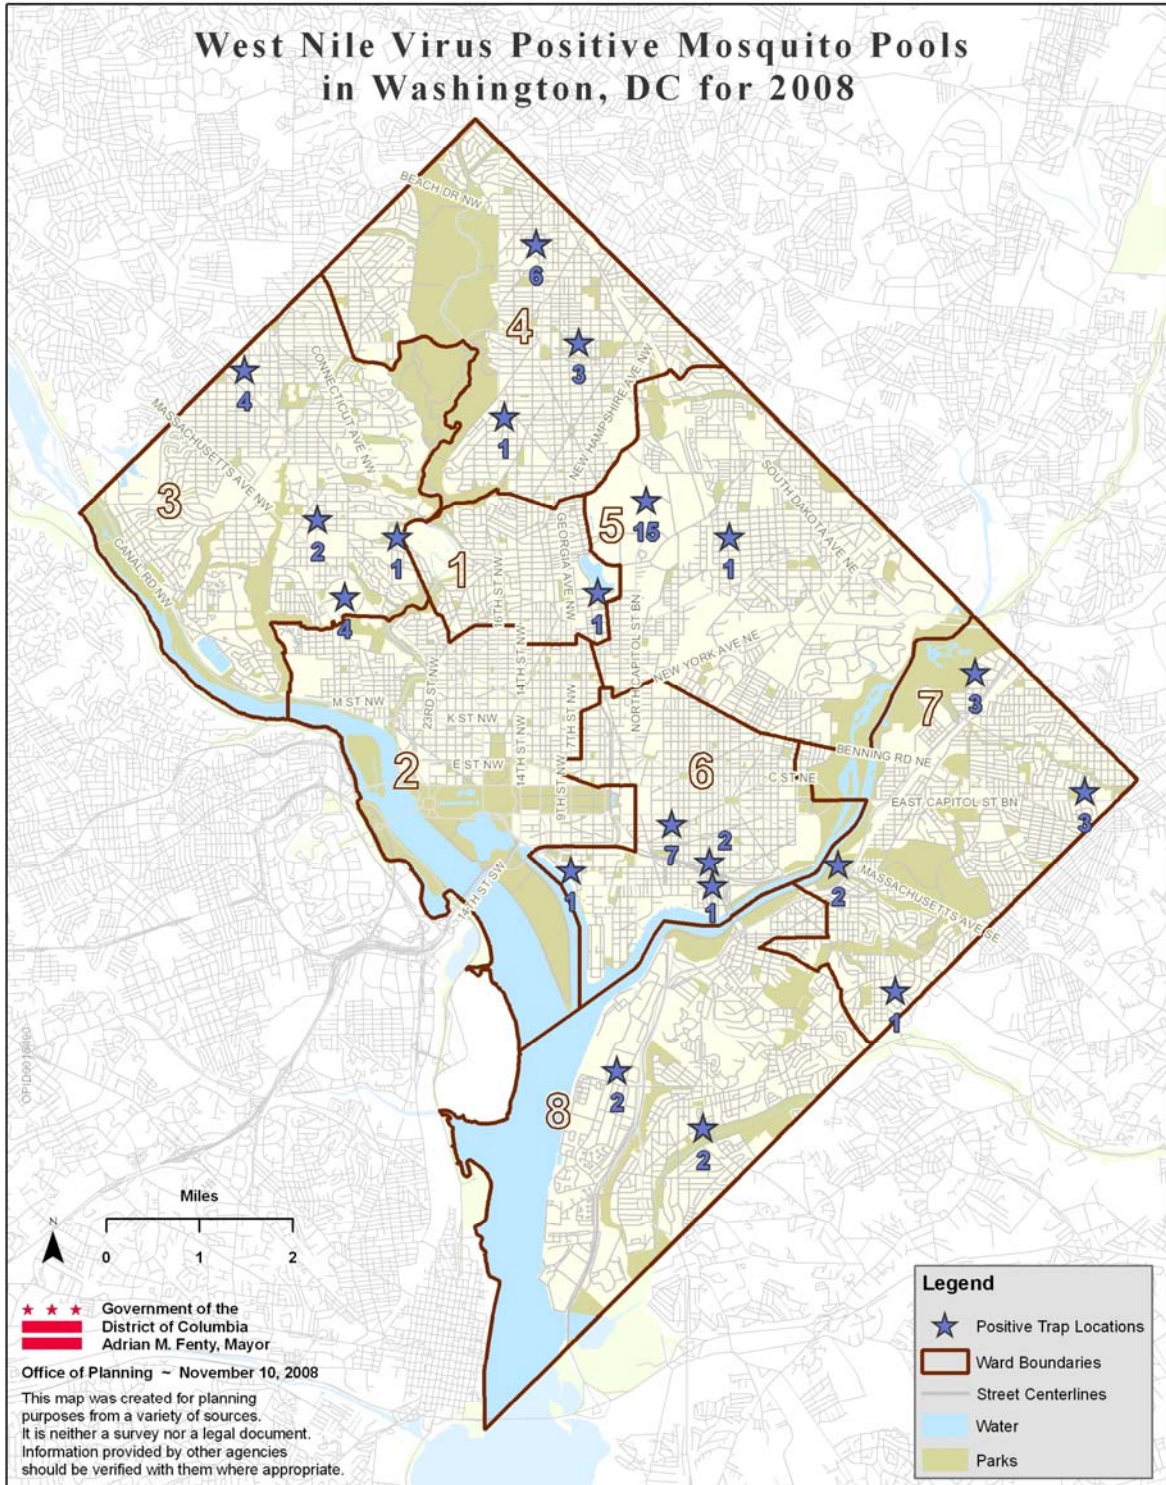 West Nile Virus Positive Mosquito Pools
in Washington, DC for 2008
BEACH DR NW
6
4
3
CONNECTICUT AVE NW
4
NEW HAMPSHIRE AVE NW
MASSACHUSETTS AVE NW
1
SOUTH DAKOTA AVE NE
3
5
15
2
1
1
1
GEORGIA AVE NW
16TH ST NW
CANAL RD NW
4
1
NORTH CAPITOL ST BN
NEW YORK AVE NE
14TH ST NW
23RD ST NW
M ST NW
K ST NW
7TH ST NW
3
7
2
E ST NW
14TH ST NW
9TH ST NW
6
C ST NE
BENNING RD NE
EAST CAPITOL ST BN
3
7
2
1
1
2
MASSACHUSETTS AVE SE
14TH ST SW
1
8
2
2
Miles
N
0 1 2
Government of the
District of Columbia
Adrian M. Fenty, Mayor
Office of Planning ~ November 10, 2008
This map was created for planning
purposes from a variety of sources.
It is neither a survey nor a legal document.
Information provided by other agencies
should be verified with them where appropriate.
Legend
Positive Trap Locations
Ward Boundaries
Street Centerlines
Water
Parks